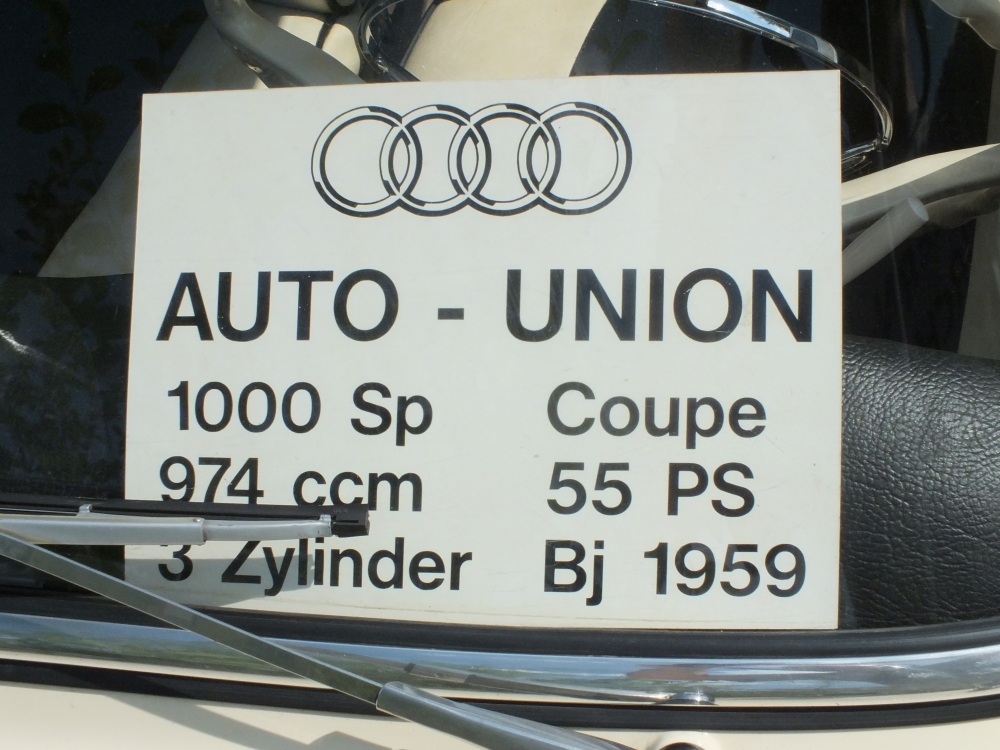 AUTO - UNION
1000 Sp Coupe
974 ccm 55 PS
3 Zylinder Bj 1959